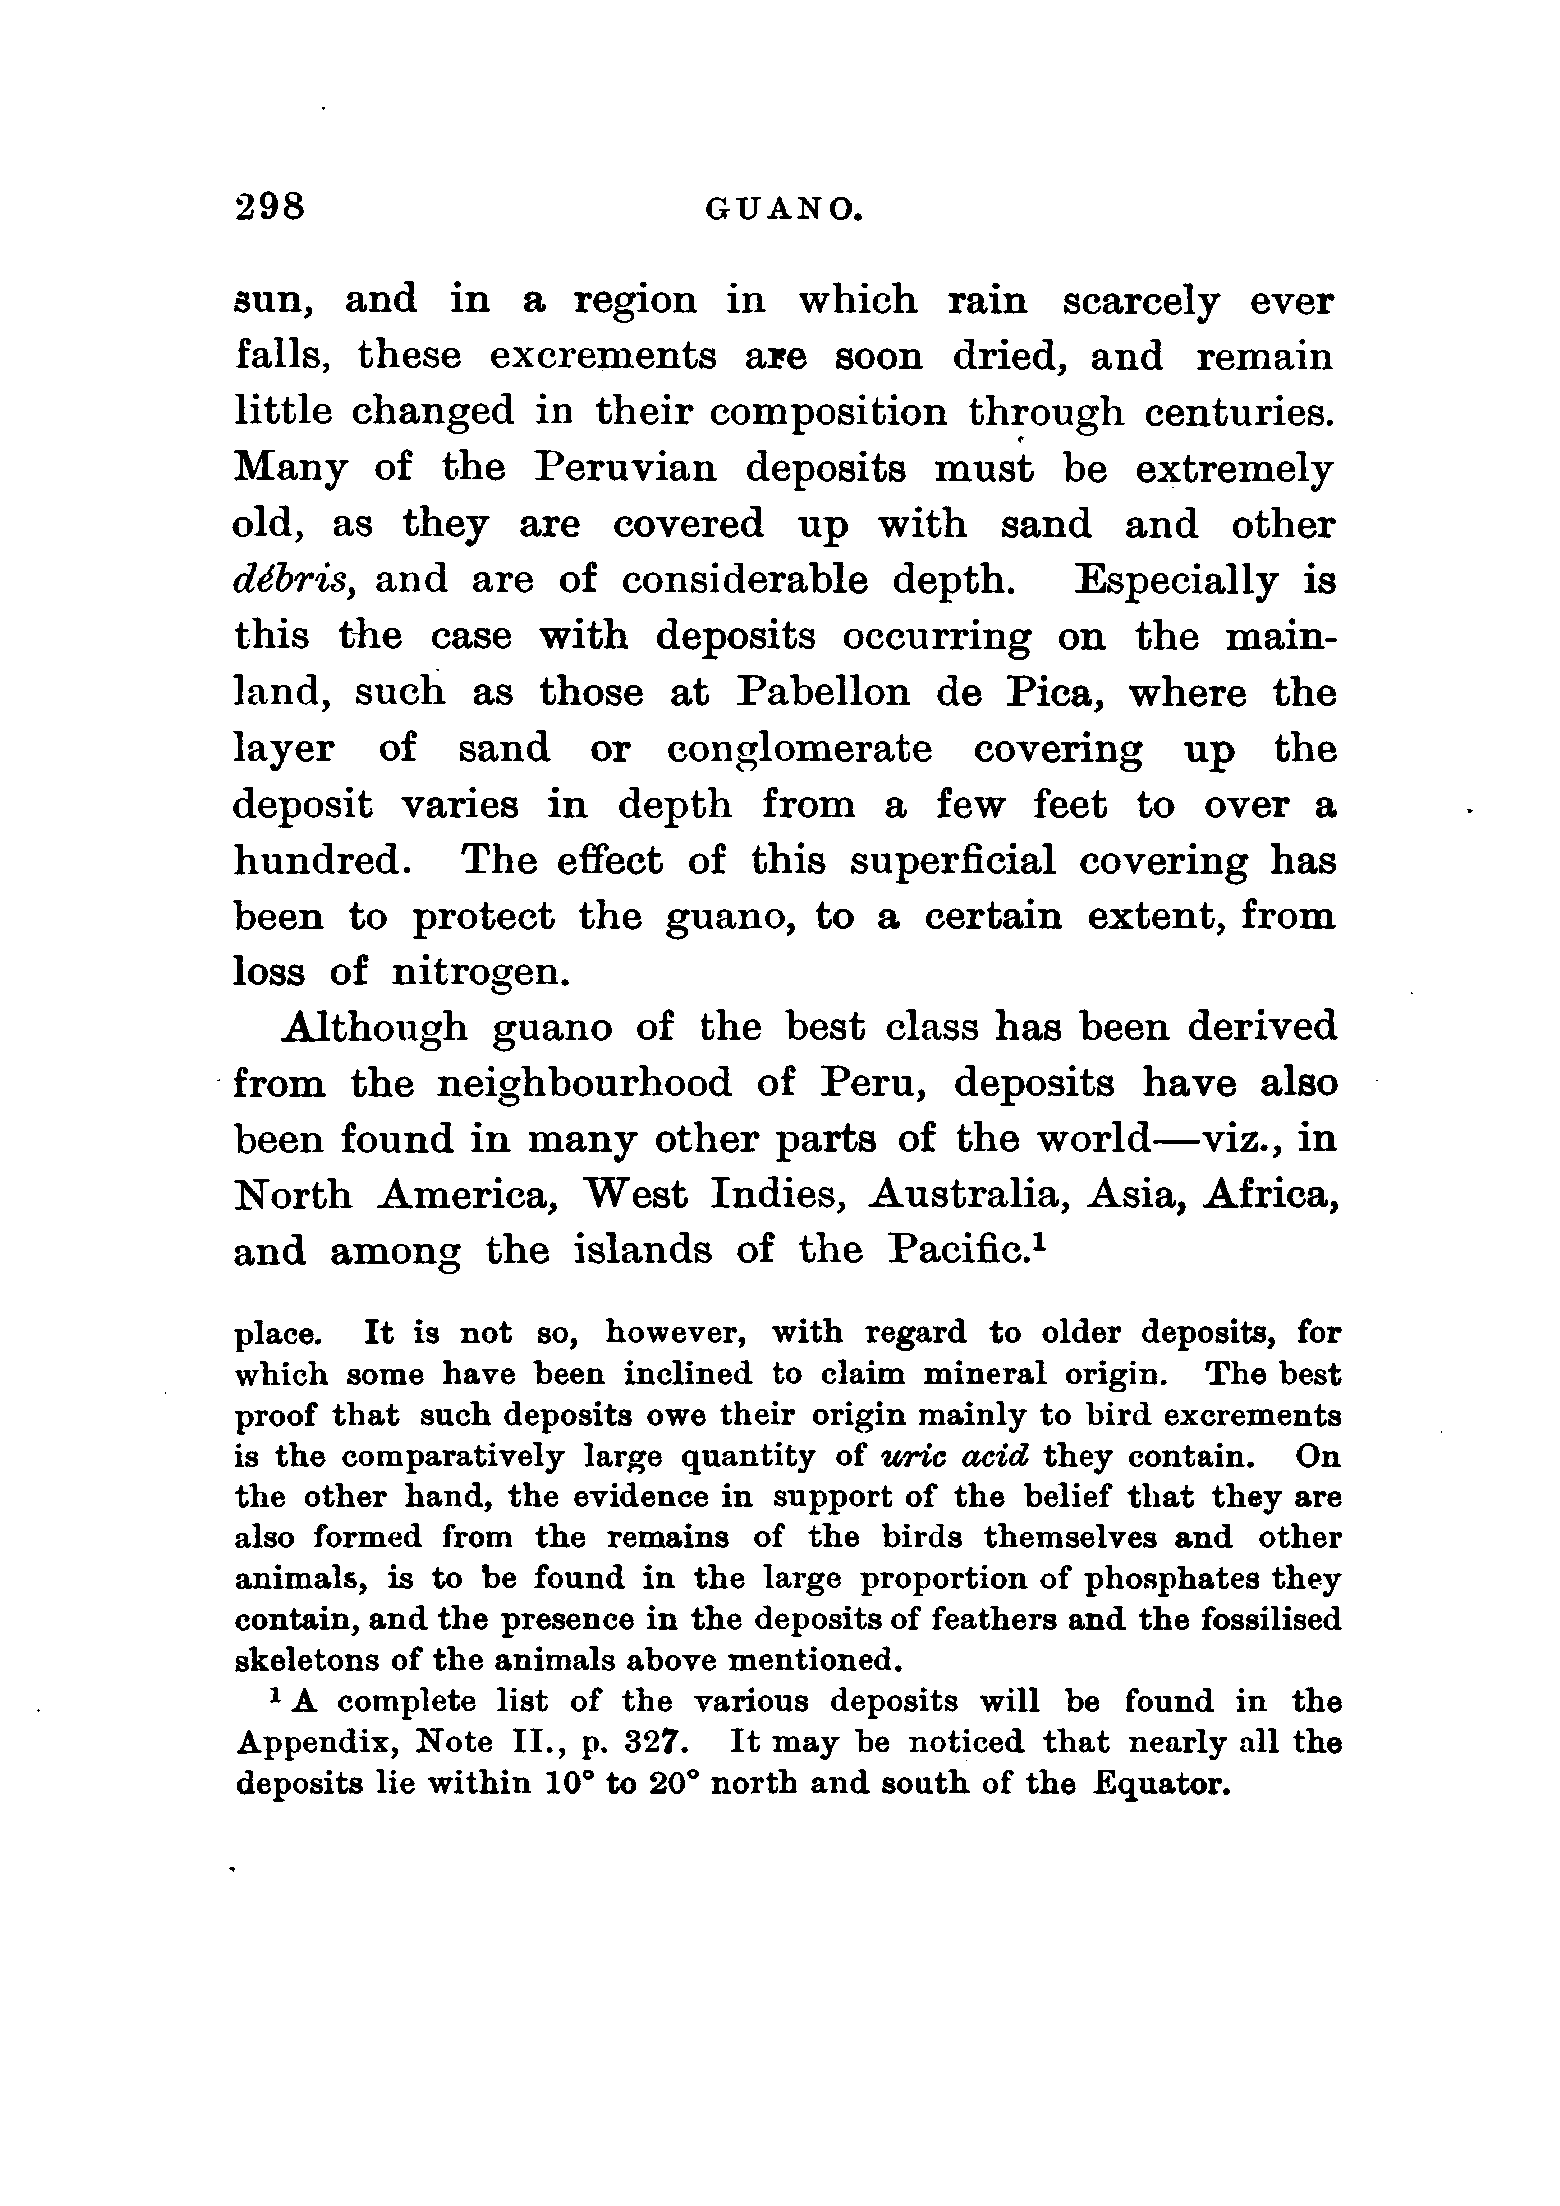 298 GUANO.
sun, and in a region in which rain scarcely ever
falls, these excrements are soon dried, and remain
little changed in their composition through centuries.
Many of the Peruvian deposits must be extremely
old, as they are covered up with sand and other
débris, and are of considerable depth. Especially is
this the case with deposits occurring on the main-
land, such as those at Pabellon de Pica, where the
layer of sand or conglomerate covering up the
deposit varies in depth from a few feet to over a
hundred. The effect of this superficial covering has
been to protect the guano, to a certain extent, from
loss of nitrogen.
Although guano of the best class has been derived
from the neighbourhood of Peru, deposits have also
been found in many other parts of the world—viz., in
North America, West Indies, Australia, Asia, Africa,
and among the islands of the Pacific.¹
place. It is not so, however, with regard to older deposits, for
which some have been inclined to claim mineral origin. The best
proof that such deposits owe their origin mainly to bird excrements
is the comparatively large quantity of uric acid they contain. On
the other hand, the evidence in support of the belief that they are
also formed from the remains of the birds themselves and other
animals, is to be found in the large proportion of phosphates they
contain, and the presence in the deposits of feathers and the fossilised
skeletons of the animals above mentioned.
¹ A complete list of the various deposits will be found in the
Appendix, Note II., p. 327. It may be noticed that nearly all the
deposits lie within 10° to 20° north and south of the Equator.